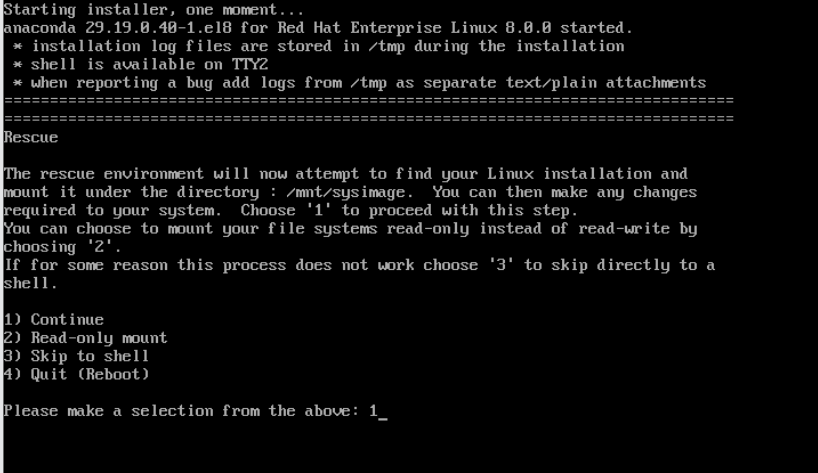 Starting installer, one moment...
anaconda 29.19.0.40-1.el8 for Red Hat Enterprise Linux 8.0.0 started.
 * installation log files are stored in /tmp during the installation
 * shell is available on TTY2
 * when reporting a bug add logs from /tmp as separate text/plain attachments
================================================================================
================================================================================
Rescue

The rescue environment will now attempt to find your Linux installation and
mount it under the directory : /mnt/sysimage.  You can then make any changes
required to your system.  Choose '1' to proceed with this step.
You can choose to mount your file systems read-only instead of read-write by
choosing '2'.
If for some reason this process does not work choose '3' to skip directly to a
shell.

1) Continue
2) Read-only mount
3) Skip to shell
4) Quit (Reboot)

Please make a selection from the above: 1_